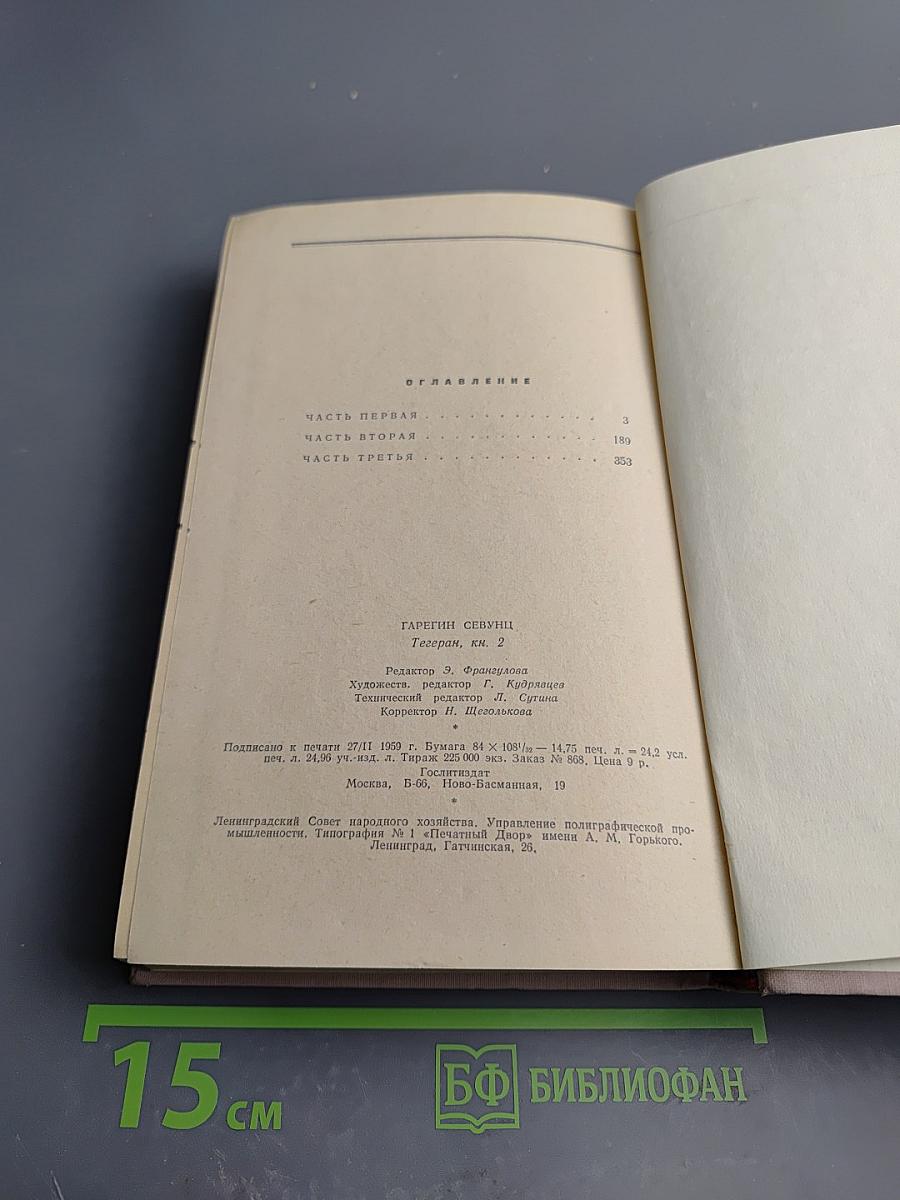 ОГЛАВЛЕНИЕ
ЧАСТЬ ПЕРВАЯ . . . . . . . . . . . . 3
ЧАСТЬ ВТОРАЯ . . . . . . . . . . . . 189
ЧАСТЬ ТРЕТЬЯ . . . . . . . . . . . . 353
ГАРЕГИН СЕВУНЦ
Тегеран, кн. 2
Редактор Э. Франгулова
Художеств. редактор Г. Кудрявцев
Технический редактор Л. Сутина
Корректор Н. Щеголькова
*
Подписано к печати 27/II 1959 г. Бумага 84 × 108¹/₃₂ — 14,75 печ. л. = 24,2 усл.
печ. л. 24,96 уч.-изд. л. Тираж 225 000 экз. Заказ № 868. Цена 9 р.
Гослитиздат
Москва, Б-66, Ново-Басманная, 19
*
Ленинградский Совет народного хозяйства. Управление полиграфической про-
мышленности. Типография № 1 «Печатный Двор» имени А. М. Горького.
Ленинград, Гатчинская, 26.
15 см
БФ БИБЛИОФАН